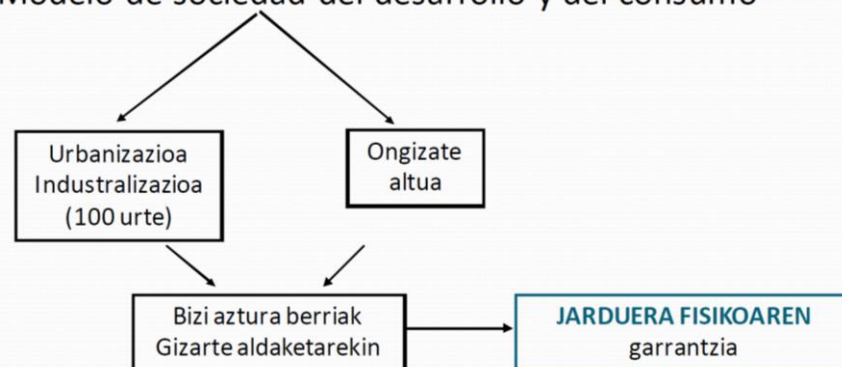 Modelo de sociedad del desarrollo y del consumo
Urbanizazioa
Industralizazioa
(100 urte)
Ongizate
altua
Bizi aztura berriak
Gizarte aldaketarekin
JARDUERA FISIKOAREN
garrantzia